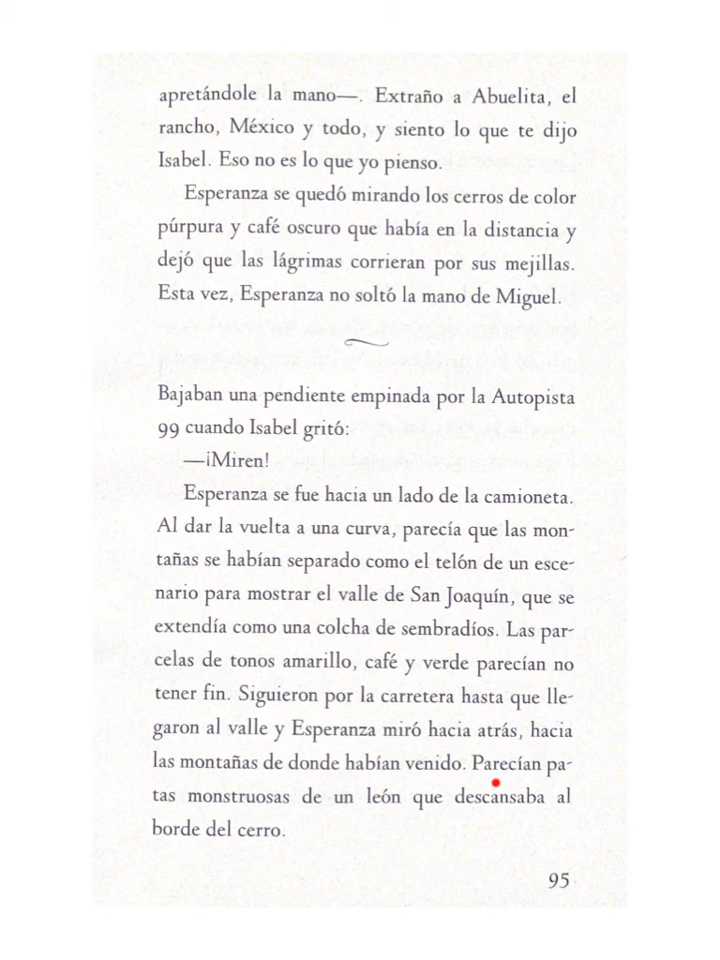 apretándole la mano—. Extraño a Abuelita, el
rancho, México y todo, y siento lo que te dijo
Isabel. Eso no es lo que yo pienso.
Esperanza se quedó mirando los cerros de color
púrpura y café oscuro que había en la distancia y
dejó que las lágrimas corrieran por sus mejillas.
Esta vez, Esperanza no soltó la mano de Miguel.
Bajaban una pendiente empinada por la Autopista
99 cuando Isabel gritó:
—¡Miren!
Esperanza se fue hacia un lado de la camioneta.
Al dar la vuelta a una curva, parecía que las mon-
tañas se habían separado como el telón de un esce-
nario para mostrar el valle de San Joaquín, que se
extendía como una colcha de sembradíos. Las par-
celas de tonos amarillo, café y verde parecían no
tener fin. Siguieron por la carretera hasta que lle-
garon al valle y Esperanza miró hacia atrás, hacia
las montañas de donde habían venido. Parecían pa-
tas monstruosas de un león que descansaba al
borde del cerro.
95